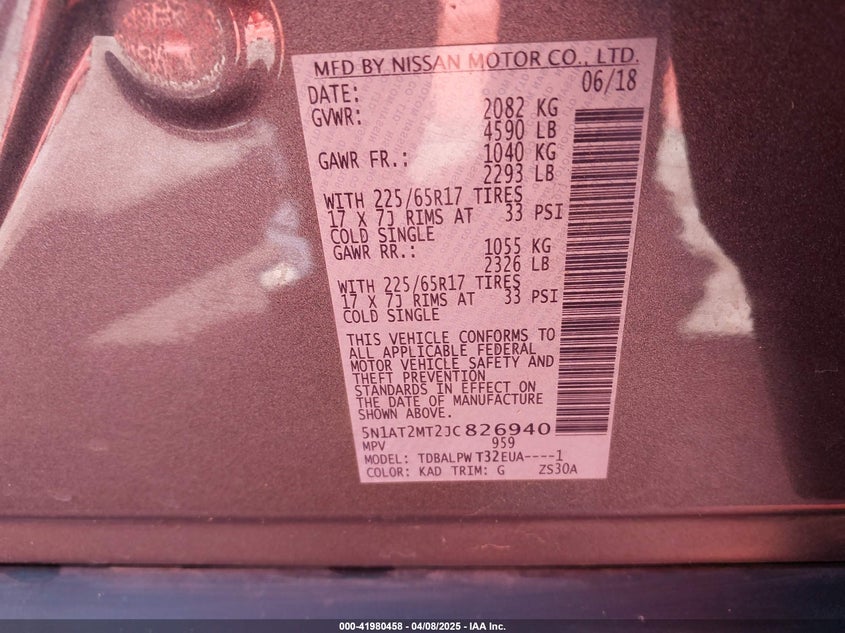 MFD BY NISSAN MOTOR CO., LTD.
DATE: 06/18
GVWR: 2082 KG
4590 LB
GAWR FR.: 1040 KG
2293 LB
WITH 225/65R17 TIRES
17 X 7J RIMS AT 33 PSI
COLD SINGLE
GAWR RR.: 1055 KG
2326 LB
WITH 225/65R17 TIRES
17 X 7J RIMS AT 33 PSI
COLD SINGLE
THIS VEHICLE CONFORMS TO
ALL APPLICABLE FEDERAL
MOTOR VEHICLE SAFETY AND
THEFT PREVENTION
STANDARDS IN EFFECT ON
THE DATE OF MANUFACTURE
SHOWN ABOVE.
5N1AT2MT2JC826940
MPV 959
MODEL: TDBALPW T32EUA----1
COLOR: KAD TRIM: G ZS30A
000-41980458 - 04/08/2025 - IAA Inc.